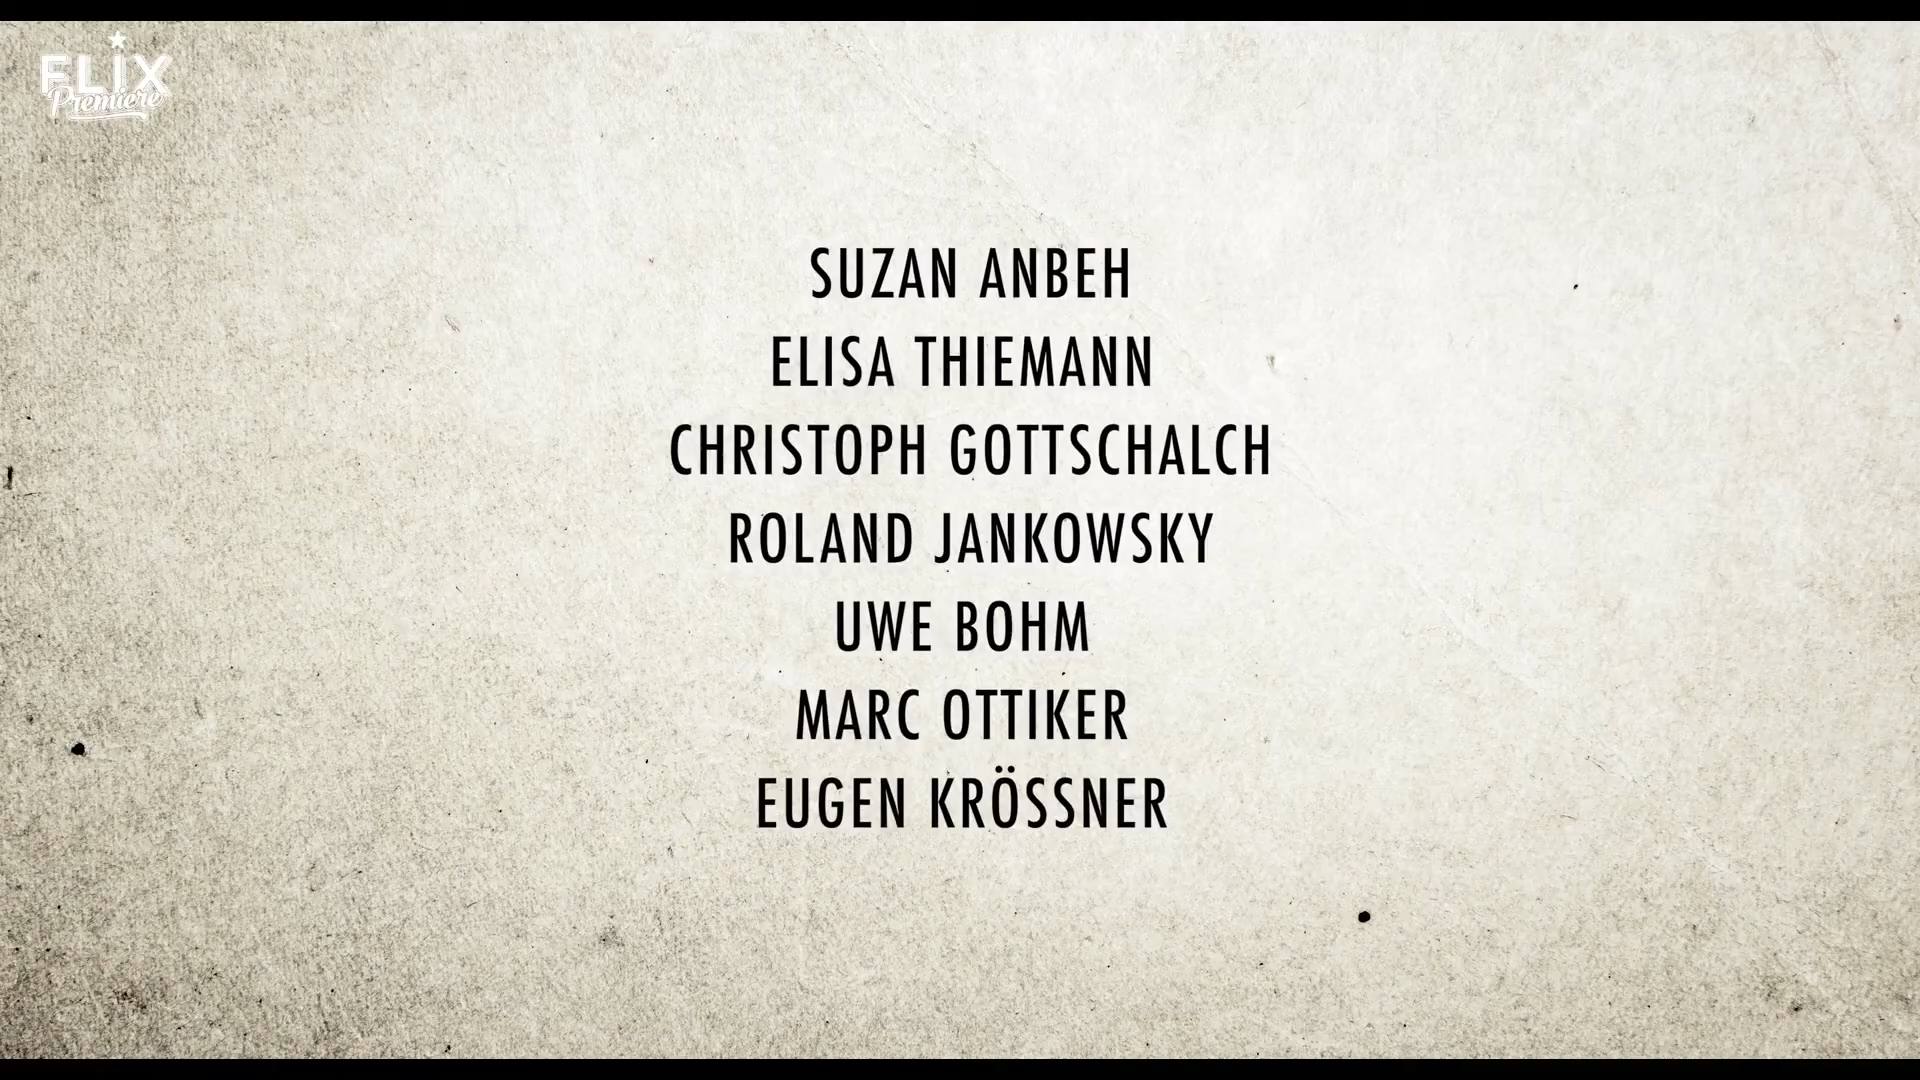 FLIX
Premiere
SUZAN ANBEH
ELISA THIEMANN
CHRISTOPH GOTTSCHALCH
ROLAND JANKOWSKY
UWE BOHM
MARC OTTIKER
EUGEN KRÖSSNER